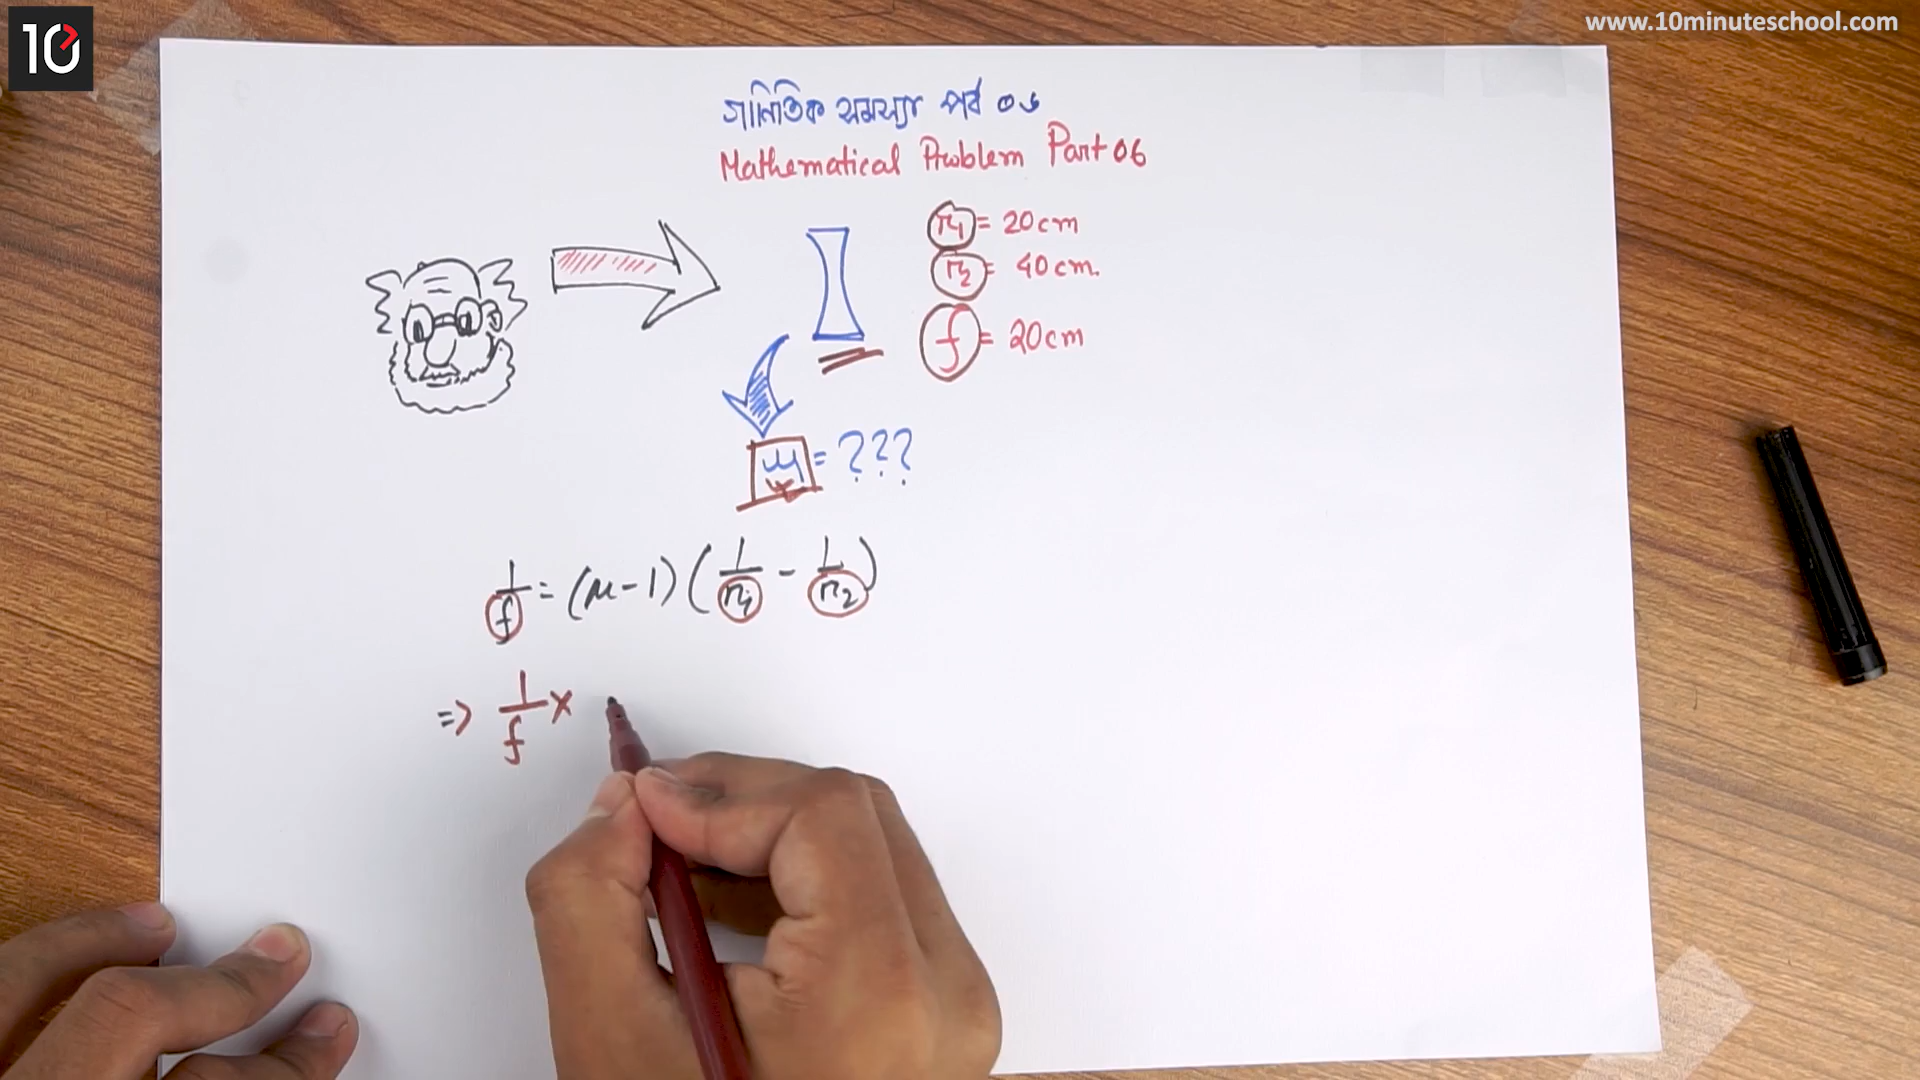 10
www.10minuteschool.com
গাণিতিক সমস্যা পর্ব ০৬
Mathematical Problem Part 06
r₁ = 20cm
r₂ = 40cm.
f = 20cm
μ = ???
1/f = (μ-1) (1/r₁ - 1/r₂)
=> 1/f ×